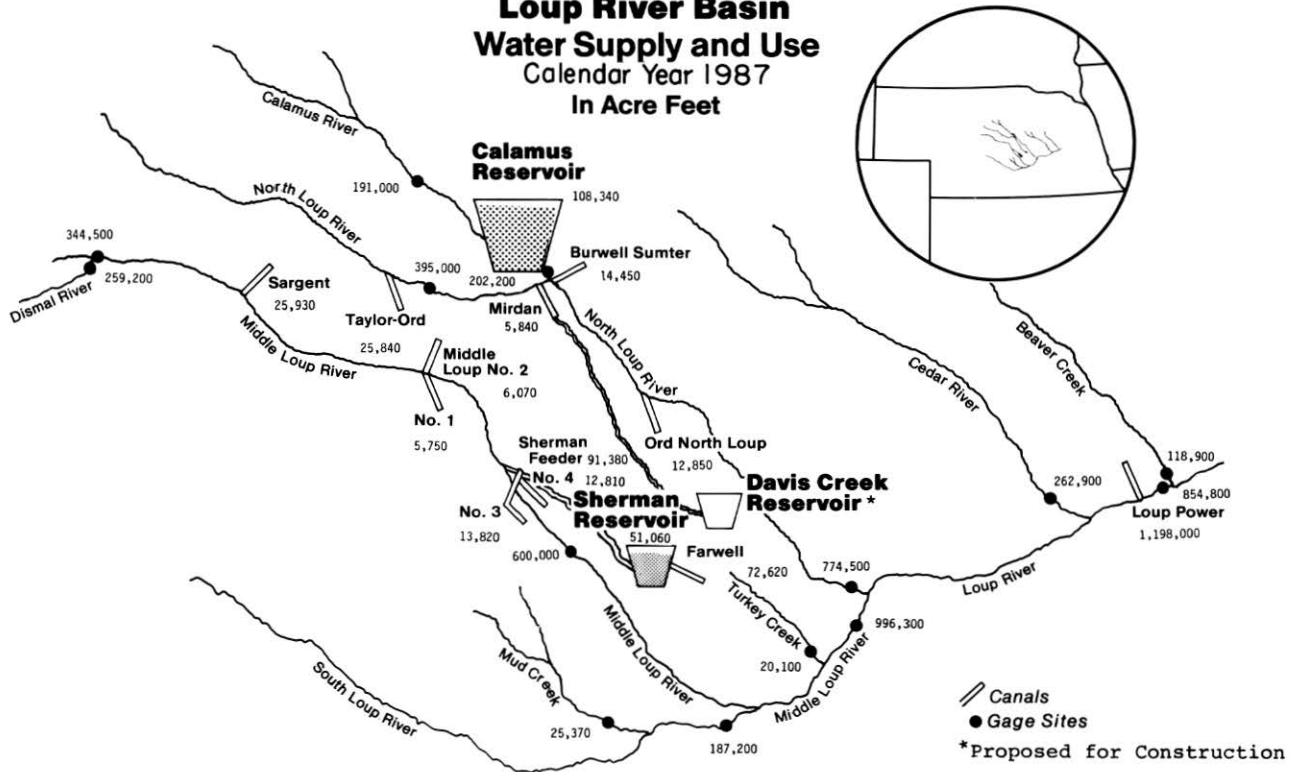 Loup River Basin
Water Supply and Use
Calendar Year 1987
In Acre Feet
Calamus River
Calamus
Reservoir
108,340
191,000
North Loup River
344,500
259,200
Dismal River
Sargent
25,930
395,000
202,200
Burwell Sumter
14,450
Taylor-Ord
25,840
Mirdan
5,840
Middle Loup River
Middle
Loup No. 2
6,070
North Loup River
No. 1
5,750
Cedar River
Beaver Creek
Sherman
Feeder
91,380
12,810
No. 4
Ord North Loup
12,850
No. 3
13,820
Sherman
Reservoir
51,060
Davis Creek
Reservoir *
262,900
118,900
854,800
Loup Power
1,198,000
600,000
Farwell
72,620
774,500
Loup River
Turkey Creek
20,100
996,300
Middle Loup River
Middle Loup River
South Loup River
Mud Creek
25,370
187,200
Canals
Gage Sites
*Proposed for Construction